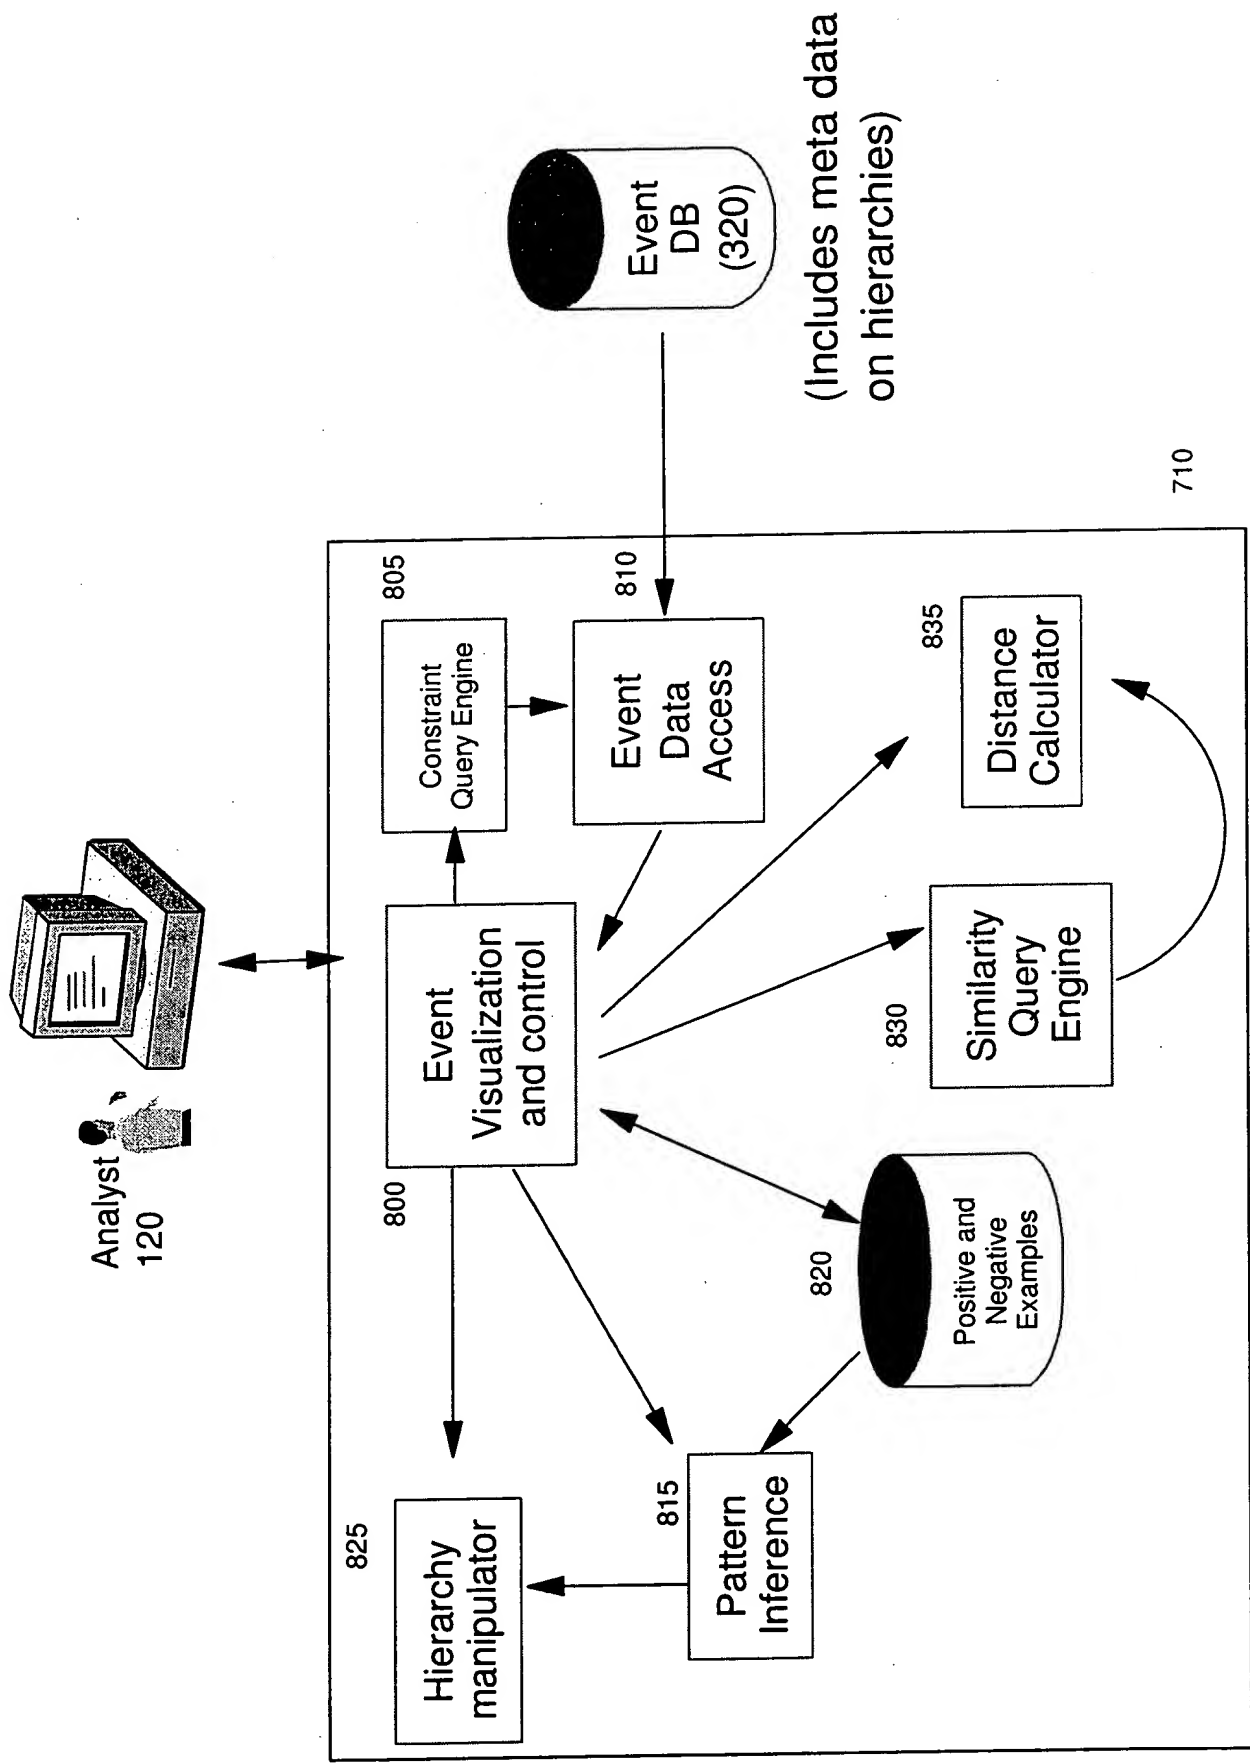 Analyst
120
825
Hierarchy
manipulator
800
Event
Visualization
and control
805
Constraint
Query Engine
810
Event
Data
Access
815
Pattern
Inference
820
Positive and
Negative
Examples
830
Similarity
Query
Engine
835
Distance
Calculator
Event
DB
(320)
(Includes meta data
on hierarchies)
710